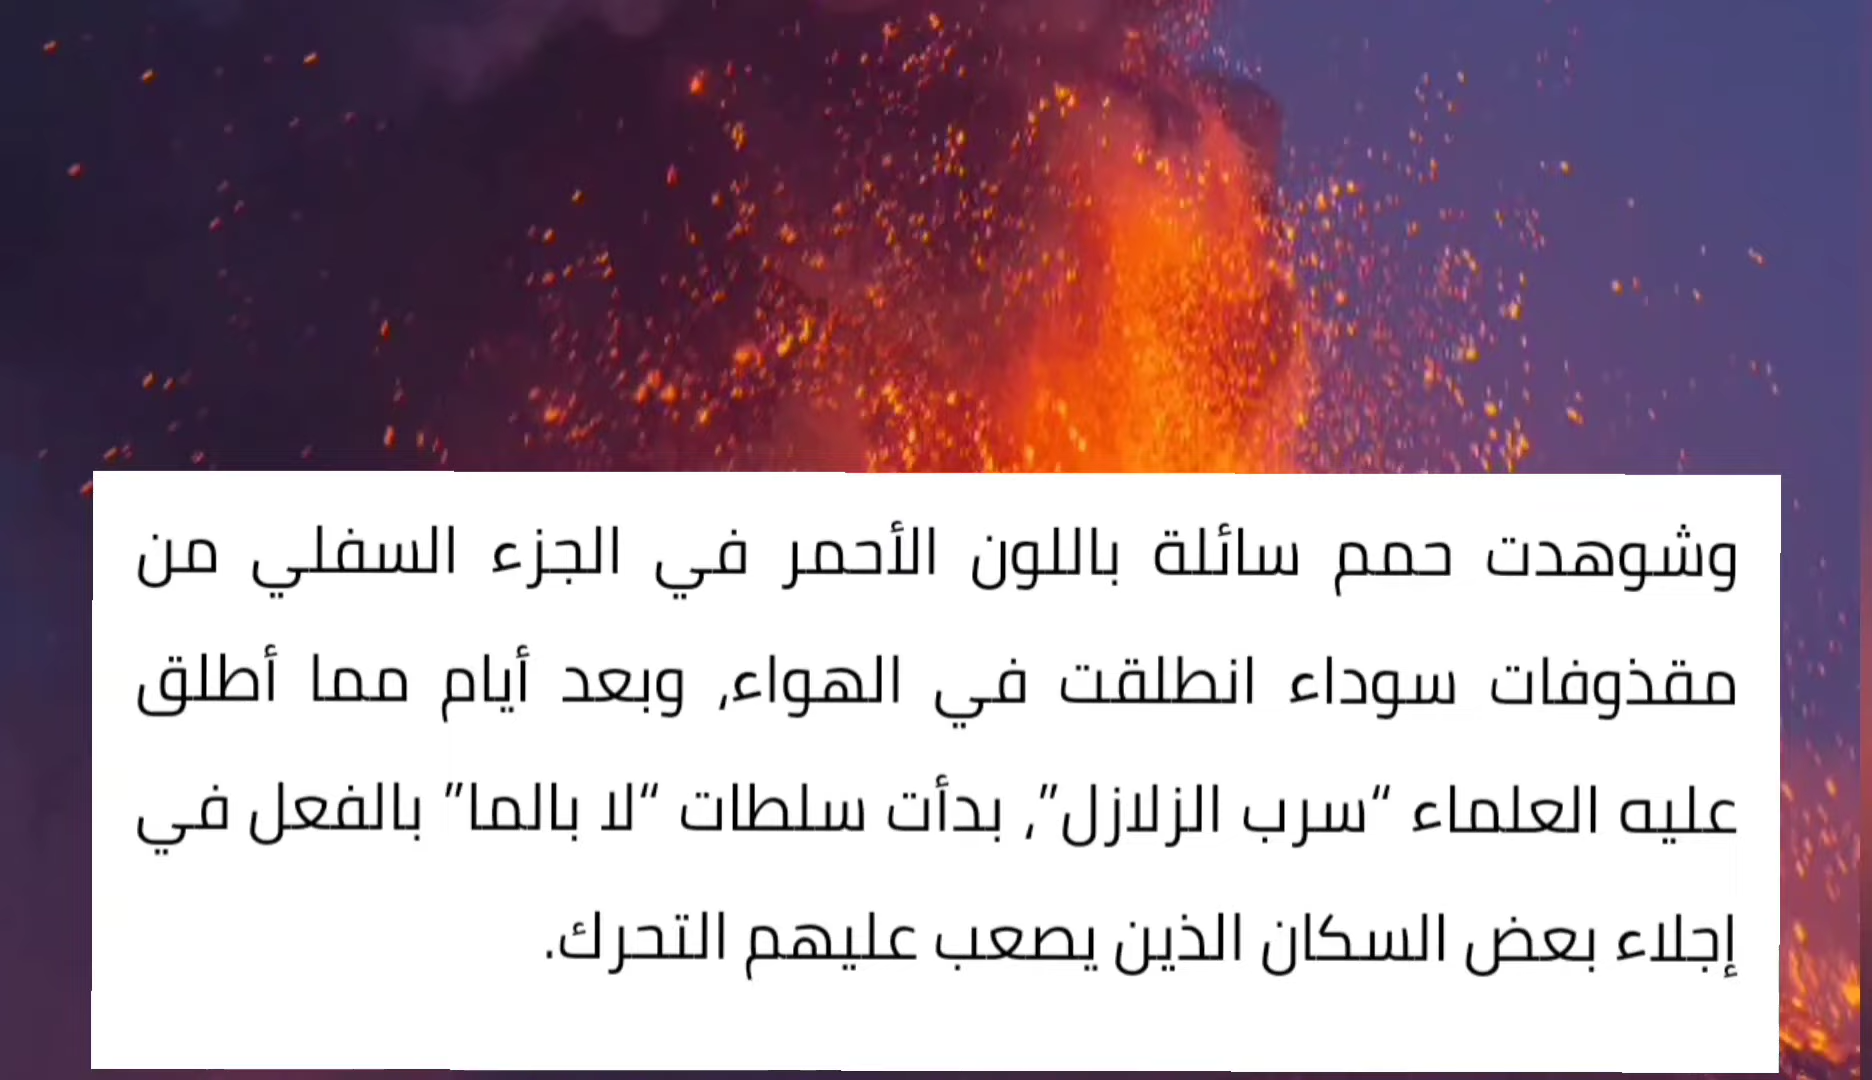 وشوهدت حمم سائلة باللون الأحمر في الجزء السفلي من
مقذوفات سوداء انطلقت في الهواء، وبعد أيام مما أطلق
عليه العلماء “سرب الزلازل”، بدأت سلطات “لا بالما” بالفعل في
إجلاء بعض السكان الذين يصعب عليهم التحرك.